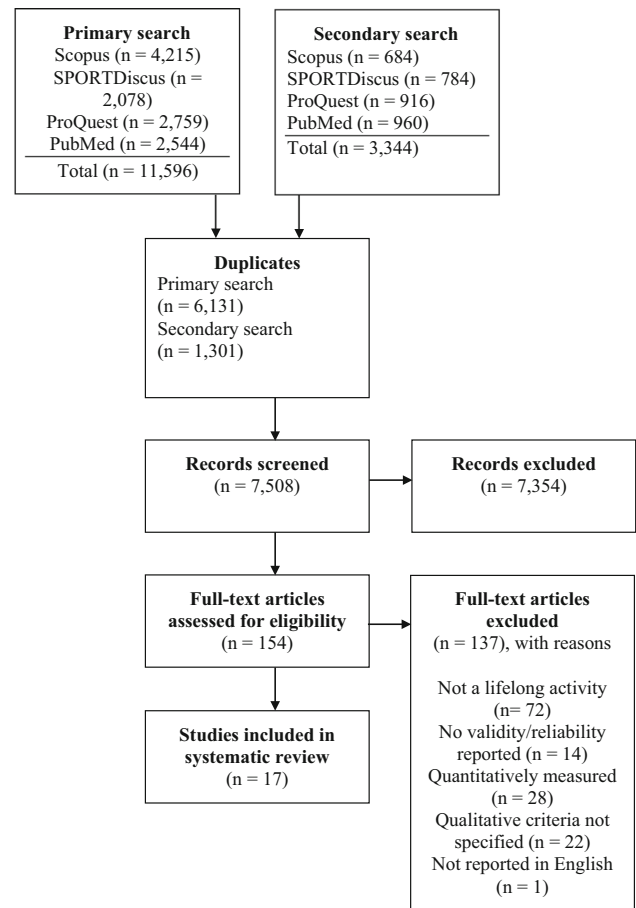 Primary search
Scopus (n = 4,215)
SPORTDiscus (n =
2,078)
ProQuest (n = 2,759)
PubMed (n = 2,544)
Total (n = 11,596)
Secondary search
Scopus (n = 684)
SPORTDiscus (n = 784)
ProQuest (n = 916)
PubMed (n = 960)
Total (n = 3,344)
Duplicates
Primary search
(n = 6,131)
Secondary search
(n = 1,301)
Records screened
(n = 7,508)
Records excluded
(n = 7,354)
Full-text articles
assessed for eligibility
(n = 154)
Full-text articles
excluded
(n = 137), with reasons
Not a lifelong activity
(n= 72)
No validity/reliability
reported (n = 14)
Quantitatively measured
(n = 28)
Qualitative criteria not
specified (n = 22)
Not reported in English
(n = 1)
Studies included in
systematic review
(n = 17)